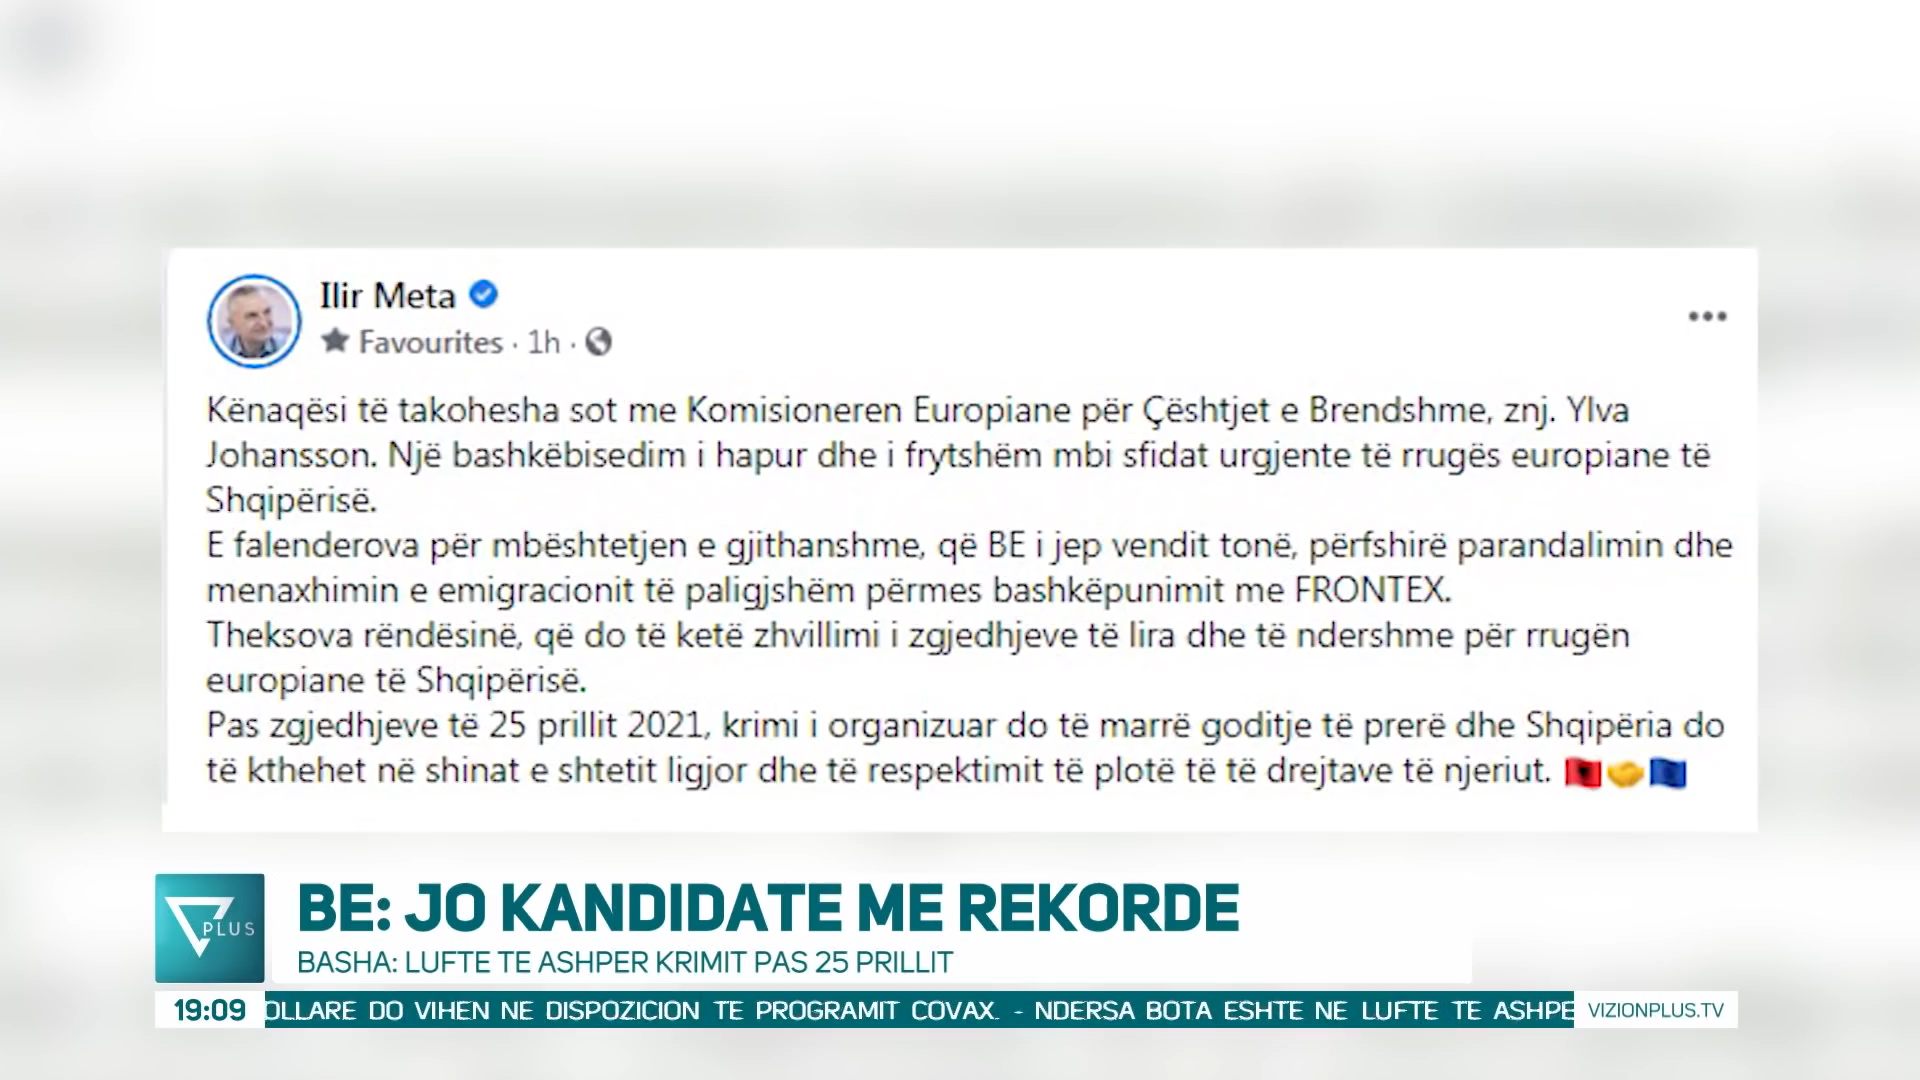 Ilir Meta
Favourites · 1h ·
Kënaqësi të takohesha sot me Komisioneren Europiane për Çështjet e Brendshme, znj. Ylva
Johansson. Një bashkëbisedim i hapur dhe i frytshëm mbi sfidat urgjente të rrugës europiane të
Shqipërisë.
E falenderova për mbështetjen e gjithanshme, që BE i jep vendit tonë, përfshirë parandalimin dhe
menaxhimin e emigracionit të paligjshëm përmes bashkëpunimit me FRONTEX.
Theksova rëndësinë, që do të ketë zhvillimi i zgjedhjeve të lira dhe të ndershme për rrugën
europiane të Shqipërisë.
Pas zgjedhjeve të 25 prillit 2021, krimi i organizuar do të marrë goditje të prerë dhe Shqipëria do
të kthehet në shinat e shtetit ligjor dhe të respektimit të plotë të të drejtave të njeriut. 🇦🇱🤝🇪🇺
PLUS
BE: JO KANDIDATE ME REKORDE
BASHA: LUFTE TE ASHPER KRIMIT PAS 25 PRILLIT
19:09 OLLARE DO VIHEN NE DISPOZICION TE PROGRAMIT COVAX. - NDERSA BOTA ESHTE NE LUFTE TE ASHPE VIZIONPLUS.TV